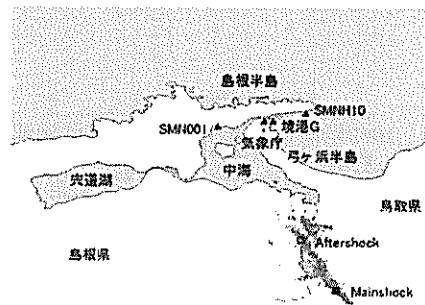 島根半島
SMNH10
SMN001
境港G
気象庁
弓ヶ浜半島
宍道湖
中海
鳥取県
島根県
Aftershock
Mainshock